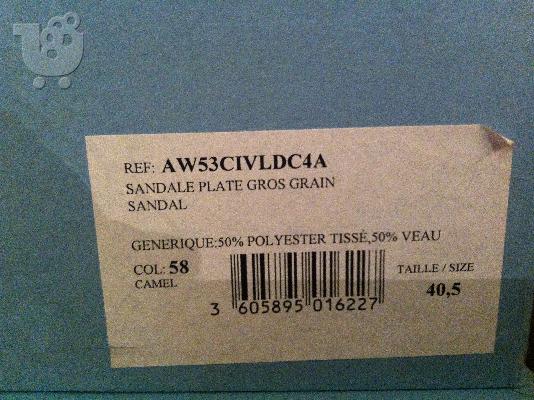 REF: AW53CIVLDC4A
SANDALE PLATE GROS GRAIN
SANDAL
GENERIQUE:50% POLYESTER TISSÉ,50% VEAU
COL: 58
CAMEL
TAILLE / SIZE
40,5
3 605895 016227